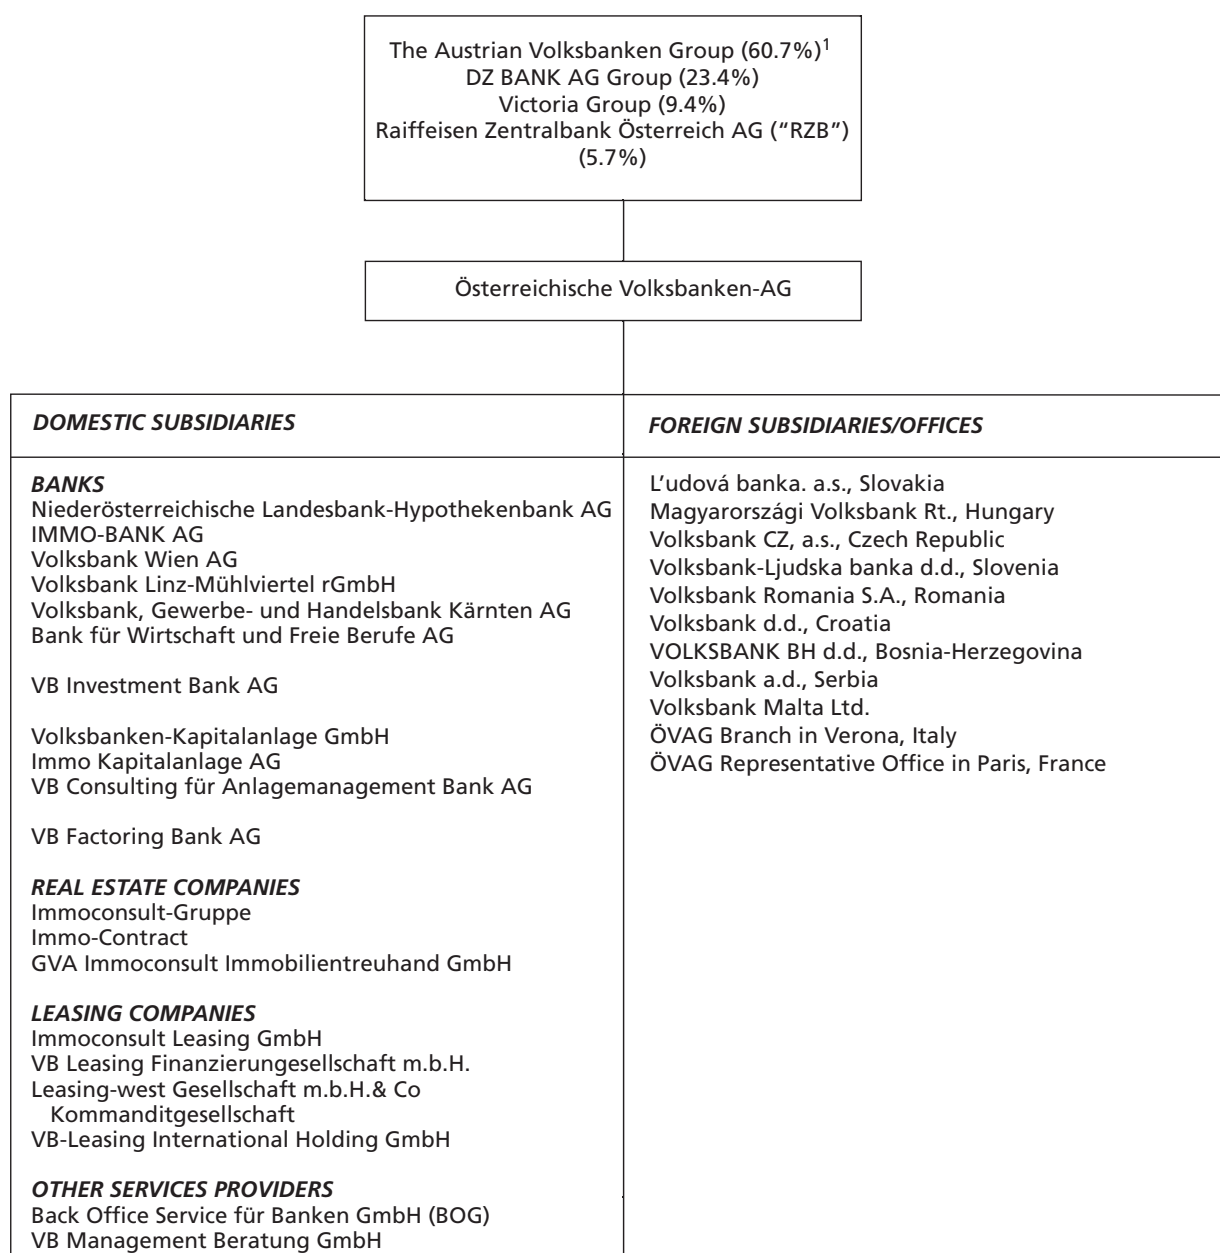 The Austrian Volksbanken Group (60.7%)1
DZ BANK AG Group (23.4%)
Victoria Group (9.4%)
Raiffeisen Zentralbank Österreich AG (“RZB”)
(5.7%)
Österreichische Volksbanken-AG
DOMESTIC SUBSIDIARIES
BANKS
Niederösterreichische Landesbank-Hypothekenbank AG
IMMO-BANK AG
Volksbank Wien AG
Volksbank Linz-Mühlviertel rGmbH
Volksbank, Gewerbe- und Handelsbank Kärnten AG
Bank für Wirtschaft und Freie Berufe AG
VB Investment Bank AG
Volksbanken-Kapitalanlage GmbH
Immo Kapitalanlage AG
VB Consulting für Anlagemanagement Bank AG
VB Factoring Bank AG
REAL ESTATE COMPANIES
Immoconsult-Gruppe
Immo-Contract
GVA Immoconsult Immobilientreuhand GmbH
LEASING COMPANIES
Immoconsult Leasing GmbH
VB Leasing Finanzierungesellschaft m.b.H.
Leasing-west Gesellschaft m.b.H.& Co
Kommanditgesellschaft
VB-Leasing International Holding GmbH
OTHER SERVICES PROVIDERS
Back Office Service für Banken GmbH (BOG)
VB Management Beratung GmbH
FOREIGN SUBSIDIARIES/OFFICES
L’udová banka. a.s., Slovakia
Magyarországi Volksbank Rt., Hungary
Volksbank CZ, a.s., Czech Republic
Volksbank-Ljudska banka d.d., Slovenia
Volksbank Romania S.A., Romania
Volksbank d.d., Croatia
VOLKSBANK BH d.d., Bosnia-Herzegovina
Volksbank a.d., Serbia
Volksbank Malta Ltd.
ÖVAG Branch in Verona, Italy
ÖVAG Representative Office in Paris, France